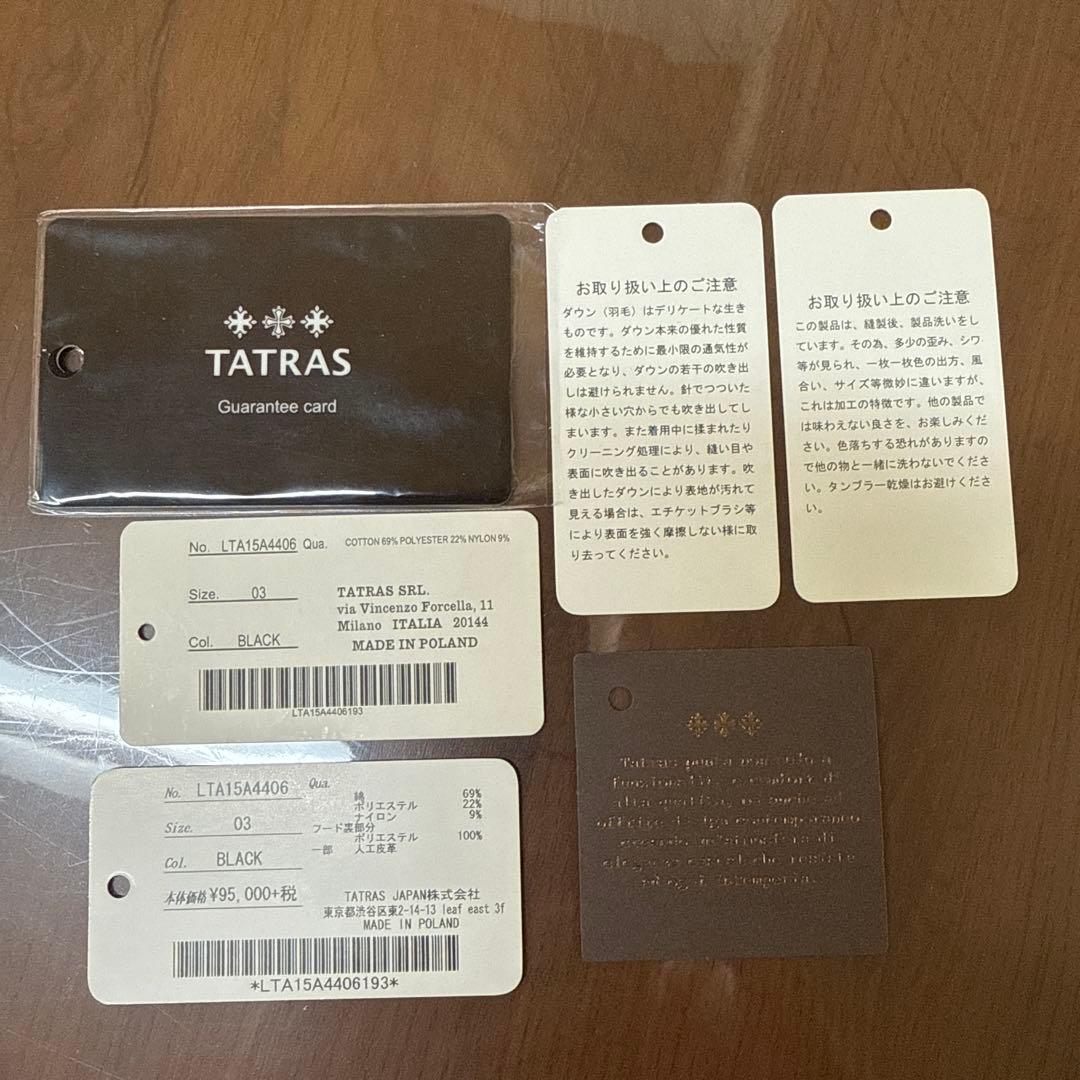 TATRAS
Guarantee card
お取り扱い上のご注意
ダウン(羽毛)はデリケートな生き
ものです。ダウン本来の優れた性質
を維持するために最小限の通気性が
必要となり、ダウンの若干の吹き出
しは避けられません。針でつついた
様な小さい穴からでも吹き出してし
まいます。また着用中に揉まれたり
クリーニング処理により、縫い目や
表面に吹き出ることがあります。吹
き出したダウンにより表地が汚れて
見える場合は、エチケットブラシ等
により表面を強く摩擦しない様に取
り去ってください。
お取り扱い上のご注意
この製品は、縫製後、製品洗いをし
ています。その為、多少の歪み、シワ
等が見られ、一枚一枚色の出方、風
合い、サイズ等微妙に違いますが、
これは加工の特徴です。他の製品で
は味わえない良さを、お楽しみくだ
さい。色落ちする恐れがありますの
で他の物と一緒に洗わないでくださ
い。タンブラー乾燥はお避けくださ
い。
No. LTA15A4406 Qua. COTTON 69% POLYESTER 22% NYLON 9%
Size. 03
Col. BLACK
TATRAS SRL.
via Vincenzo Forcella, 11
Milano ITALIA 20144
MADE IN POLAND
LTA15A4406193
No. LTA15A4406 Qua.
綿 69%
ポリエステル 22%
ナイロン 9%
フード裏部分
ポリエステル 100%
一部 人工皮革
Size. 03
Col. BLACK
本体価格 ¥95,000+税
TATRAS JAPAN株式会社
東京都渋谷区東2-14-13 leaf east 3f
MADE IN POLAND
*LTA15A4406193*
Tatras punta non solo a
alta
contemporaneo
che resiste